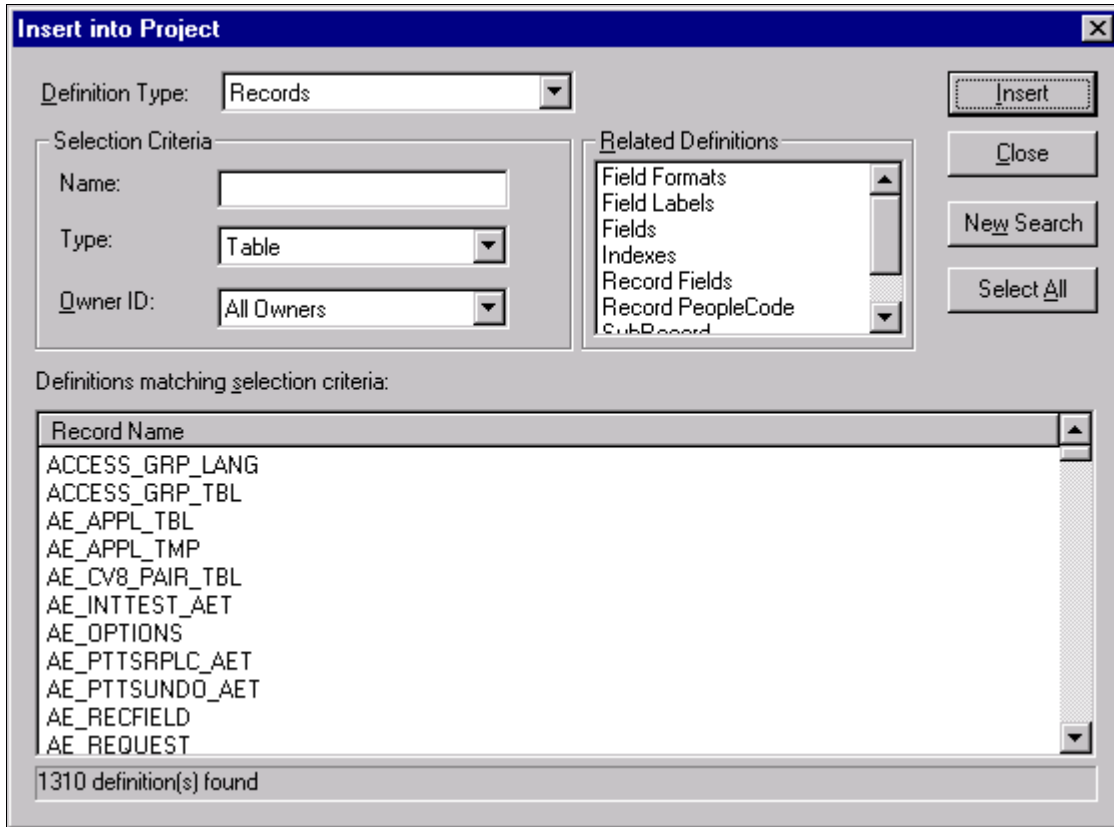 Insert into Project
Definition Type: Records
Insert
Selection Criteria
Related Definitions
Close
Name:
Field Formats
Field Labels
Fields
Indexes
Record Fields
Record PeopleCode
SubRecord
Type: Table
New Search
Owner ID: All Owners
Select All
Definitions matching selection criteria:
Record Name
ACCESS_GRP_LANG
ACCESS_GRP_TBL
AE_APPL_TBL
AE_APPL_TMP
AE_CV8_PAIR_TBL
AE_INTTEST_AET
AE_OPTIONS
AE_PTTSRPLC_AET
AE_PTTSUNDO_AET
AE_RECFIELD
AE_REQUEST
1310 definition(s) found